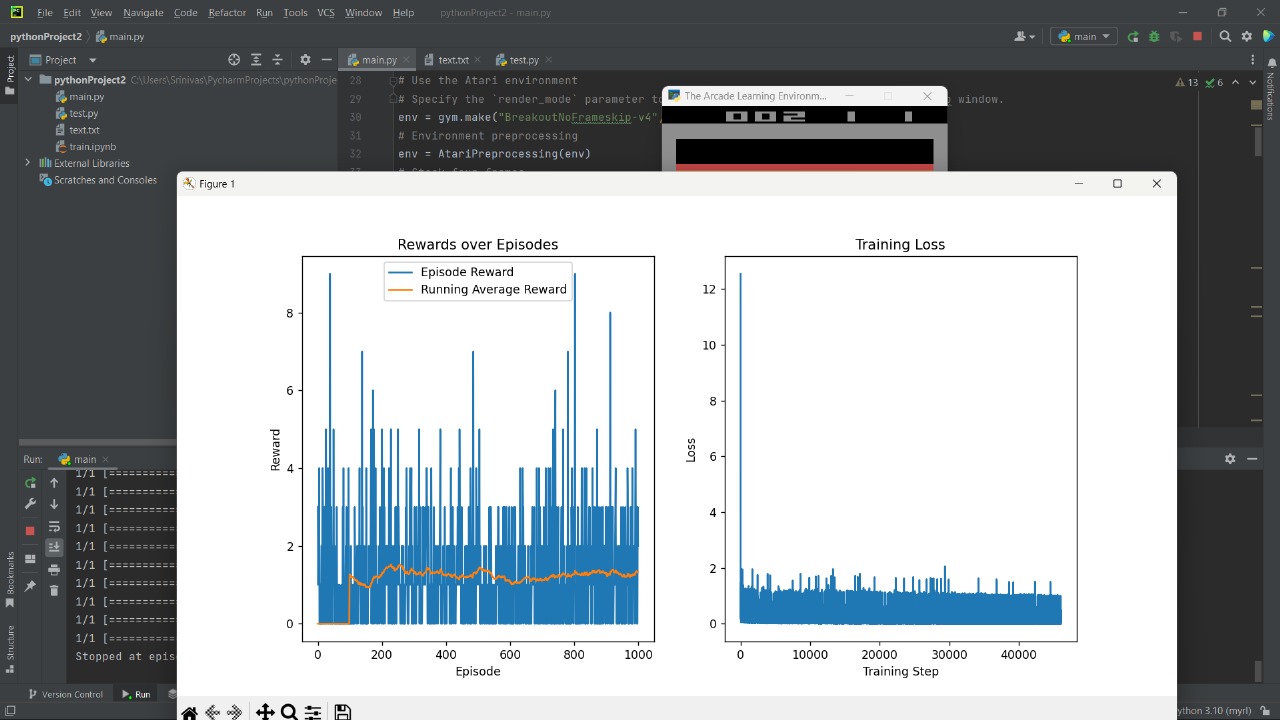 File Edit View Navigate Code Refactor Run Tools VCS Window Help pythonProject2 - main.py
pythonProject2 main.py
main
Project
main.py text.txt test.py
pythonProject2 C:\Users\Srinivas\PycharmProjects\pythonProje
main.py
test.py
text.txt
train.ipynb
External Libraries
Scratches and Consoles
Project
Notifications
13 6
28 # Use the Atari environment
29 # Specify the `render_mode` parameter to
window.
30 env = gym.make("BreakoutNoFrameskip-v4",
31 # Environment preprocessing
32 env = AtariPreprocessing(env)
The Arcade Learning Environm...
002 1 1
Figure 1
Rewards over Episodes
Episode Reward
Running Average Reward
Reward
8
6
4
2
0
0 200 400 600 800 1000
Episode
Training Loss
Loss
12
10
8
6
4
2
0
0 10000 20000 30000 40000
Training Step
Run: main
1/1 [===========
1/1 [===========
1/1 [===========
1/1 [===========
1/1 [===========
1/1 [===========
1/1 [===========
1/1 [===========
1/1 [===========
1/1 [===========
Stopped at epis
Bookmarks
Structure
Version Control Run
ython 3.10 (myrl)